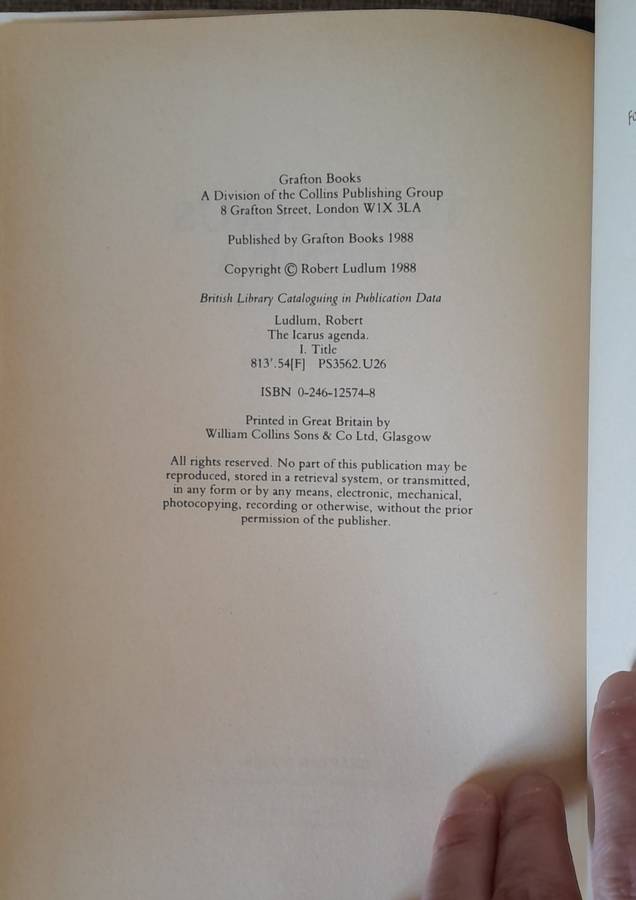 Grafton Books
A Division of the Collins Publishing Group
8 Grafton Street, London W1X 3LA
Published by Grafton Books 1988
Copyright © Robert Ludlum 1988
British Library Cataloguing in Publication Data
Ludlum, Robert
The Icarus agenda.
I. Title
813'.54[F] PS3562.U26
ISBN 0-246-12574-8
Printed in Great Britain by
William Collins Sons & Co Ltd, Glasgow
All rights reserved. No part of this publication may be
reproduced, stored in a retrieval system, or transmitted,
in any form or by any means, electronic, mechanical,
photocopying, recording or otherwise, without the prior
permission of the publisher.